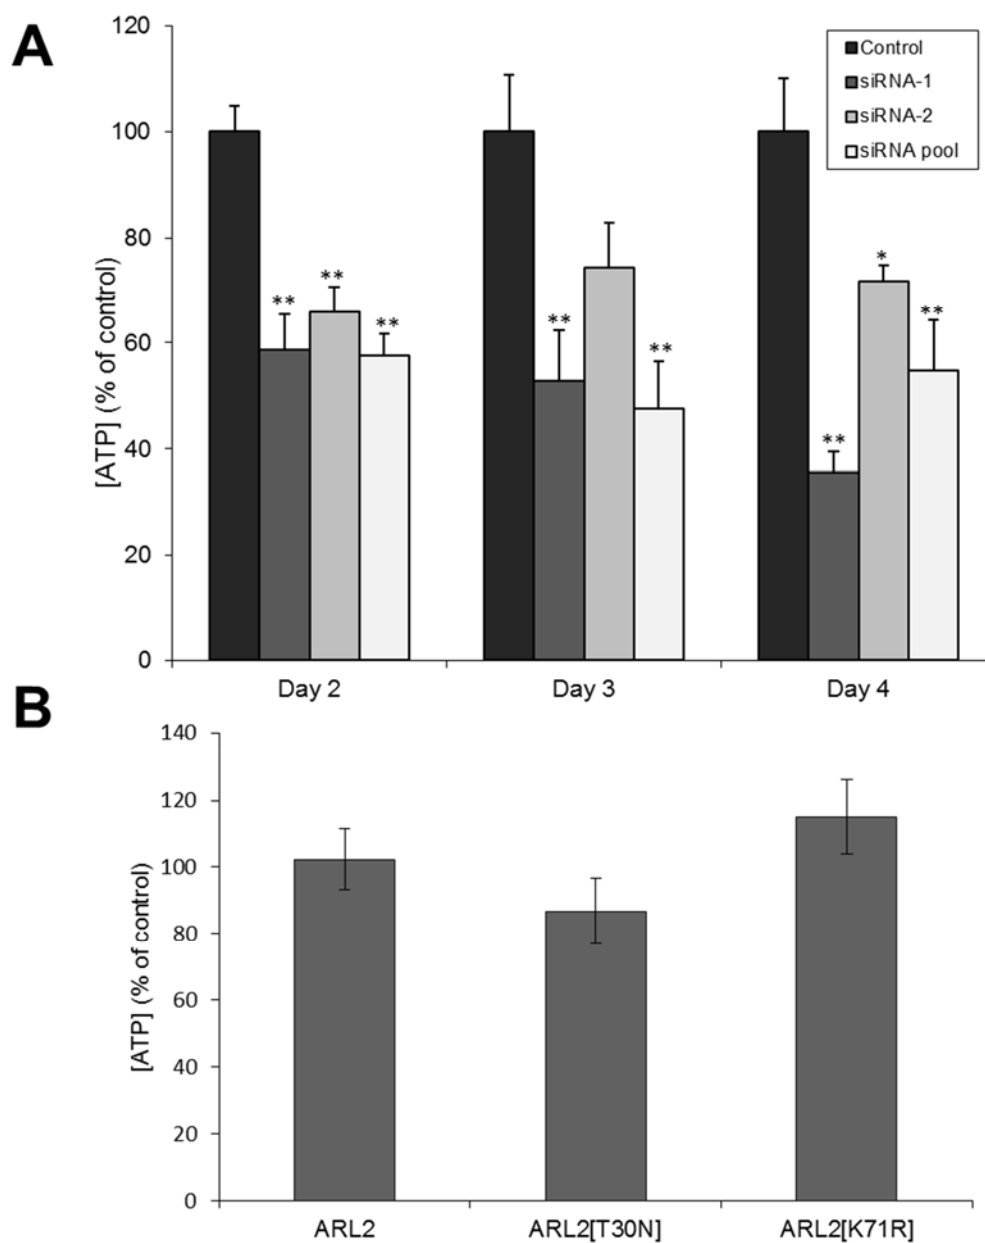 A
120
100
80
60
40
20
0
[ATP] (% of control)
Control
siRNA-1
siRNA-2
siRNA pool
** ** **
** **
** * **
Day 2 Day 3 Day 4
B
140
120
100
80
60
40
20
0
[ATP] (% of control)
ARL2 ARL2[T30N] ARL2[K71R]